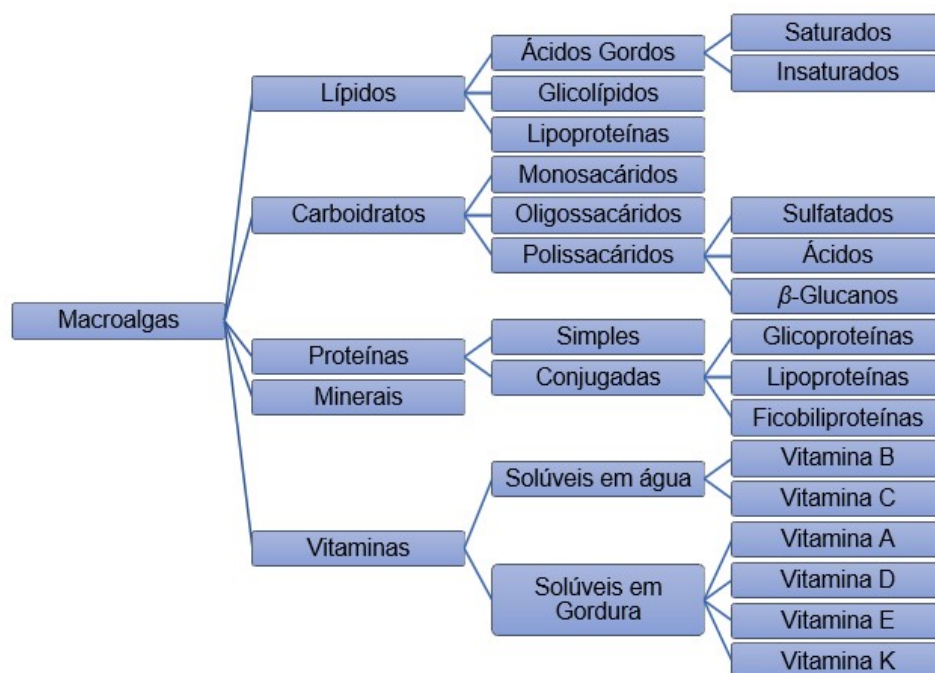 Macroalgas
Lípidos
Ácidos Gordos
Saturados
Insaturados
Glicolípidos
Lipoproteínas
Carboidratos
Monosacáridos
Oligossacáridos
Polissacáridos
Sulfatados
Ácidos
β-Glucanos
Proteínas
Simples
Conjugadas
Glicoproteínas
Lipoproteínas
Ficobiliproteínas
Minerais
Vitaminas
Solúveis em água
Vitamina B
Vitamina C
Solúveis em
Gordura
Vitamina A
Vitamina D
Vitamina E
Vitamina K